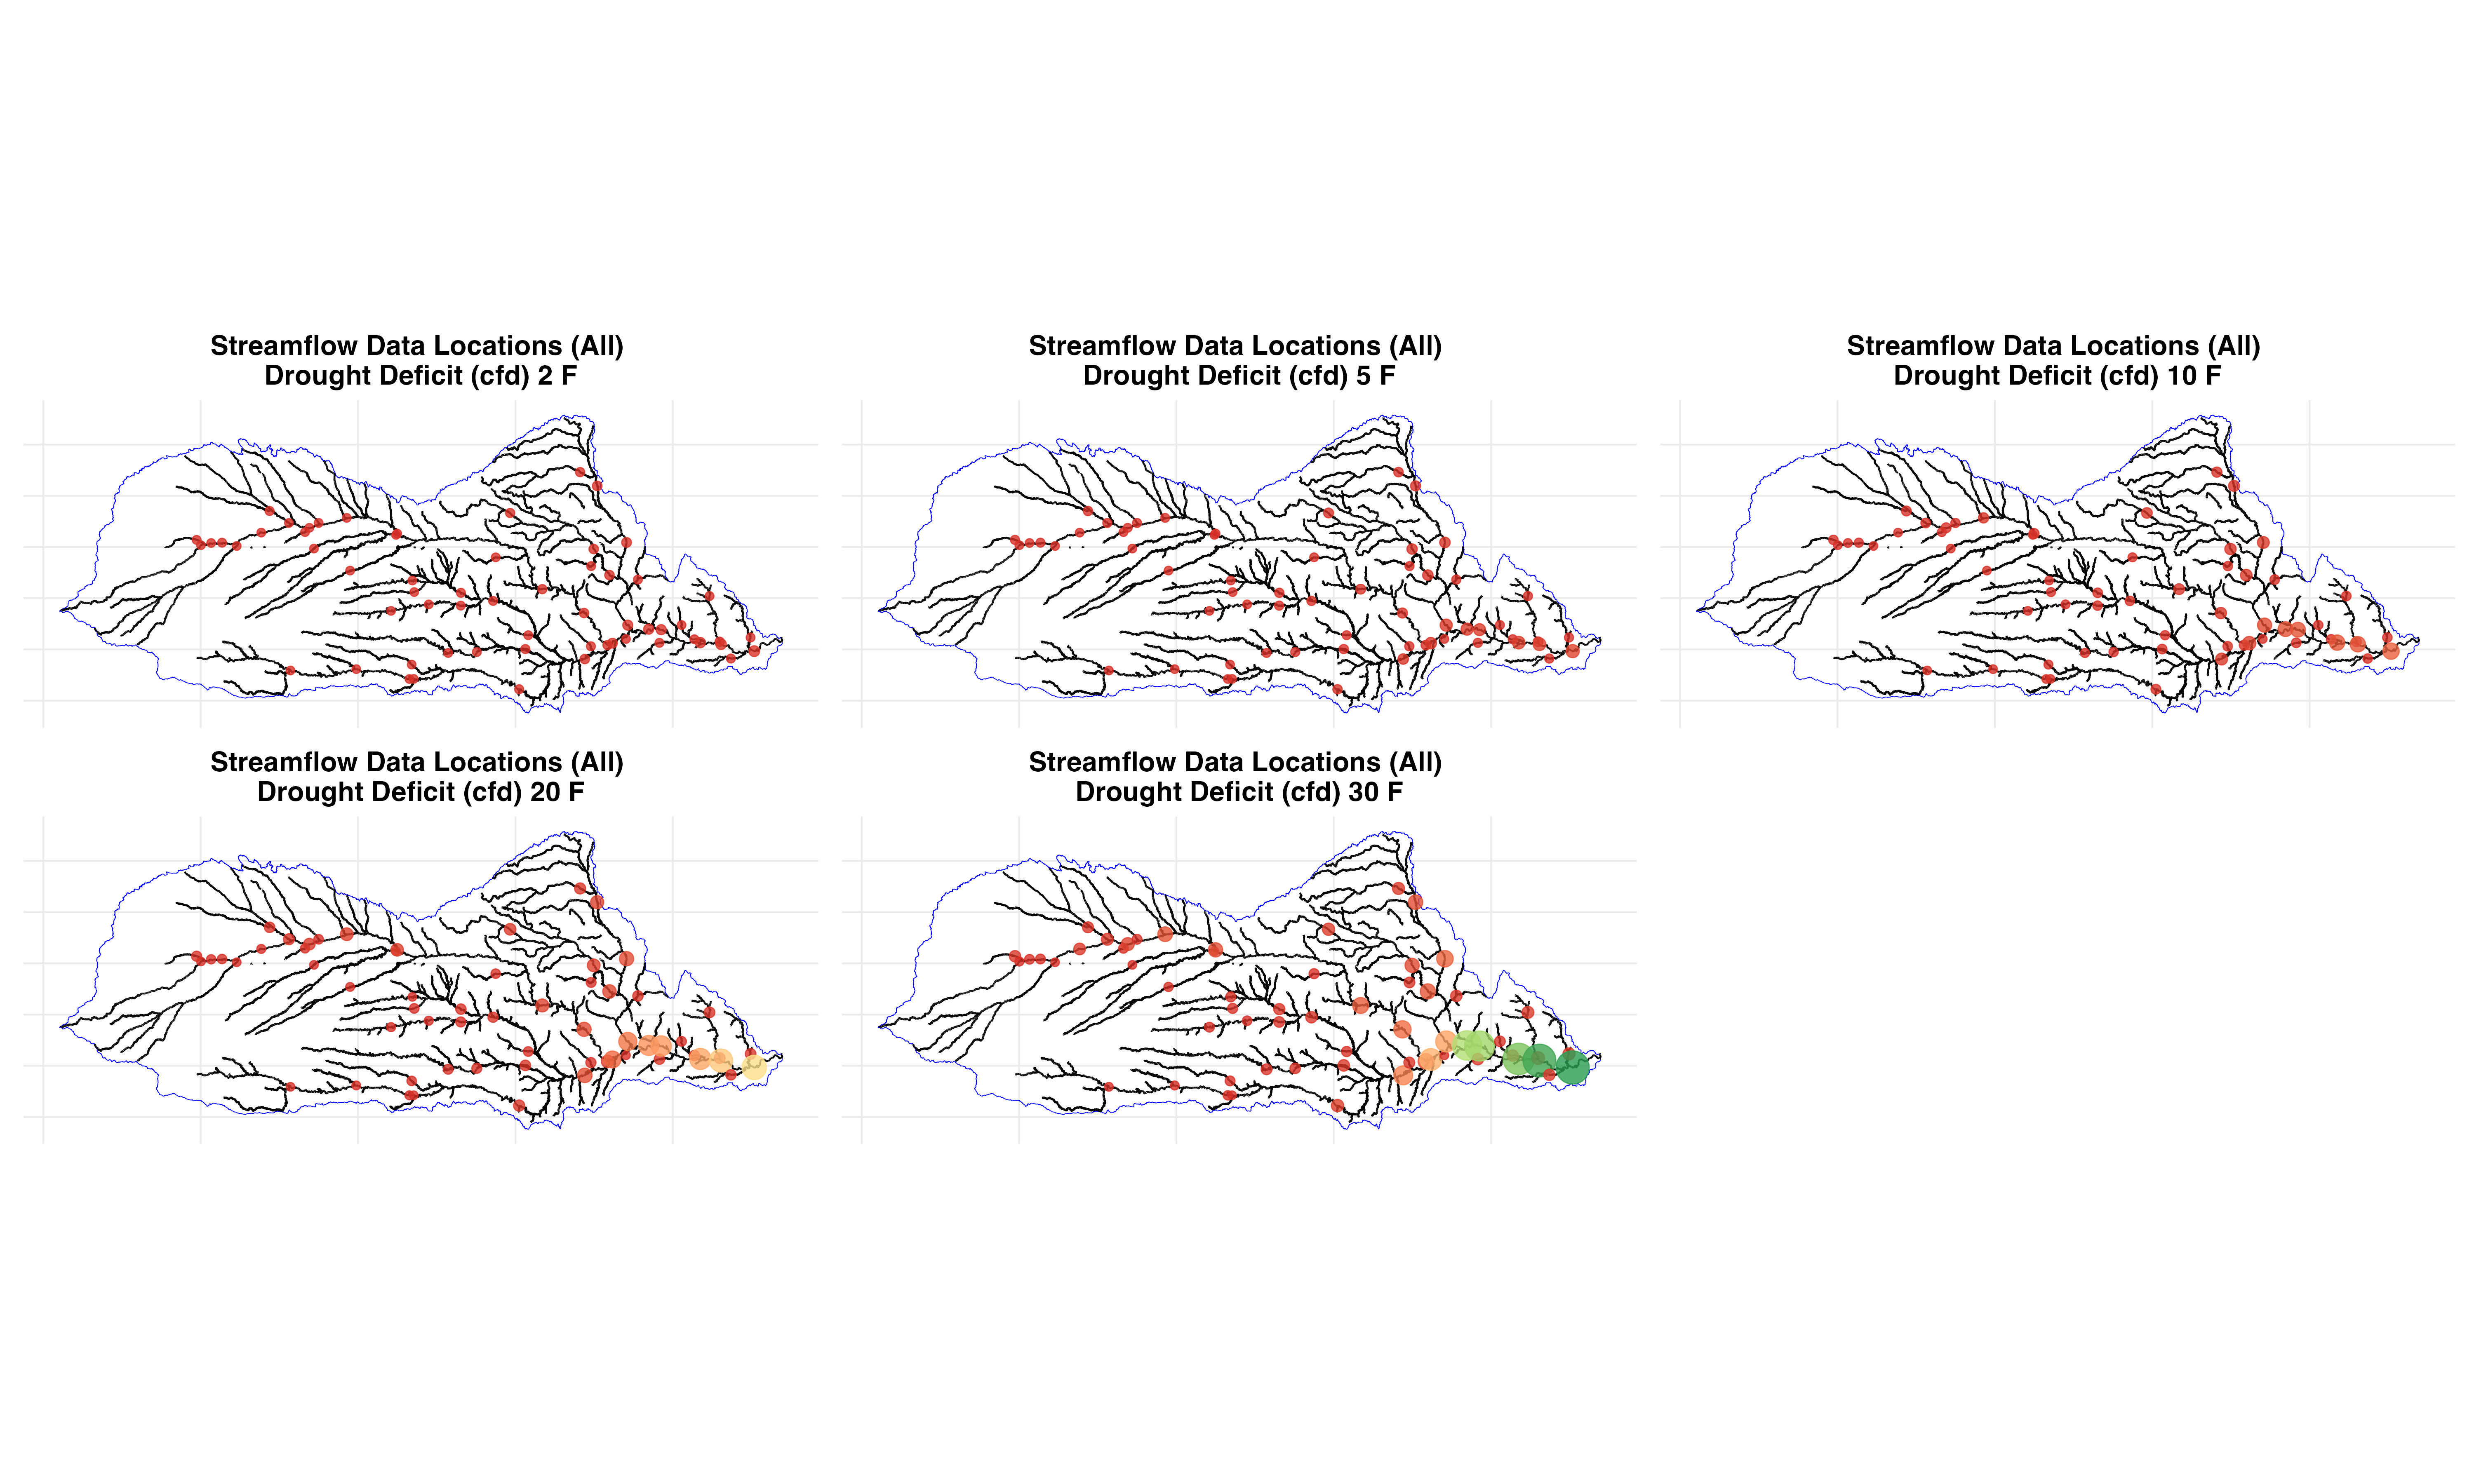 Streamflow Data Locations (All)
Drought Deficit (cfd) 2 F
Streamflow Data Locations (All)
Drought Deficit (cfd) 5 F
Streamflow Data Locations (All)
Drought Deficit (cfd) 10 F
Streamflow Data Locations (All)
Drought Deficit (cfd) 20 F
Streamflow Data Locations (All)
Drought Deficit (cfd) 30 F